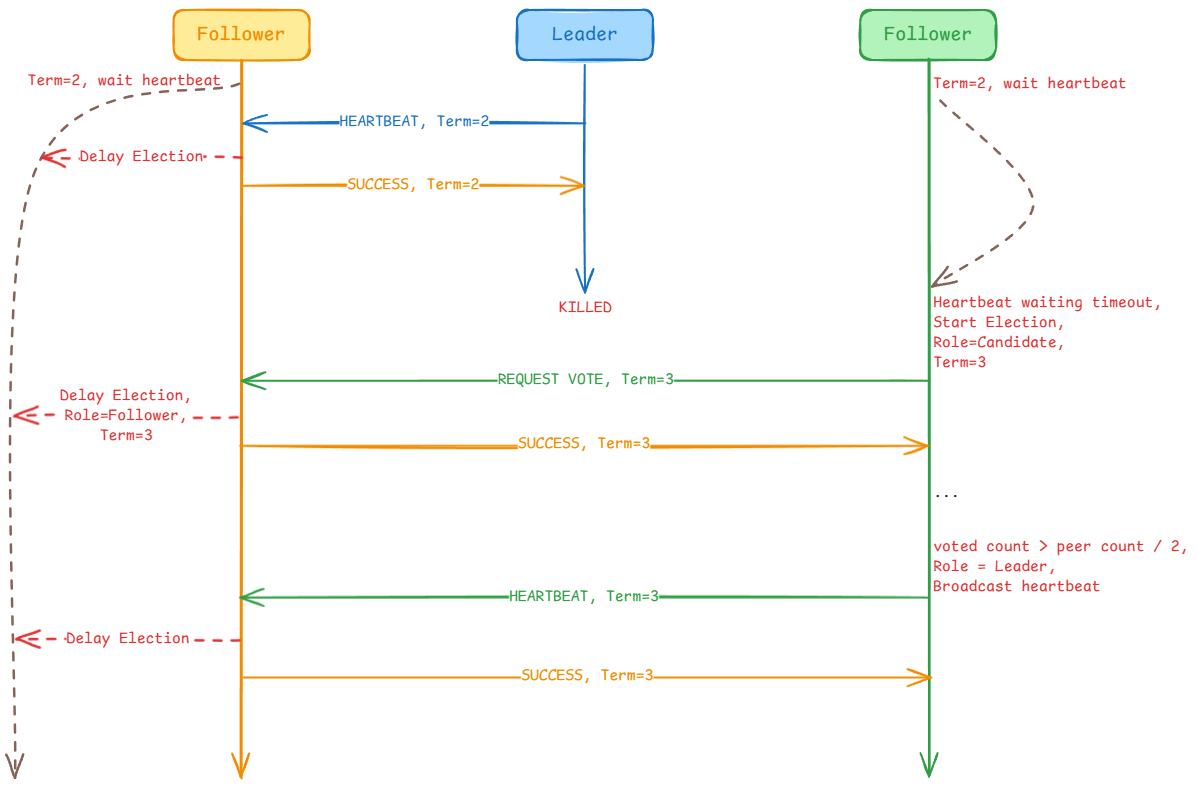 Follower
Leader
Follower
Term=2, wait heartbeat
Term=2, wait heartbeat
HEARTBEAT, Term=2
Delay Election
SUCCESS, Term=2
KILLED
Heartbeat waiting timeout,
Start Election,
Role=Candidate,
Term=3
REQUEST VOTE, Term=3
Delay Election,
Role=Follower,
Term=3
SUCCESS, Term=3
...
voted count > peer count / 2,
Role = Leader,
Broadcast heartbeat
HEARTBEAT, Term=3
Delay Election
SUCCESS, Term=3